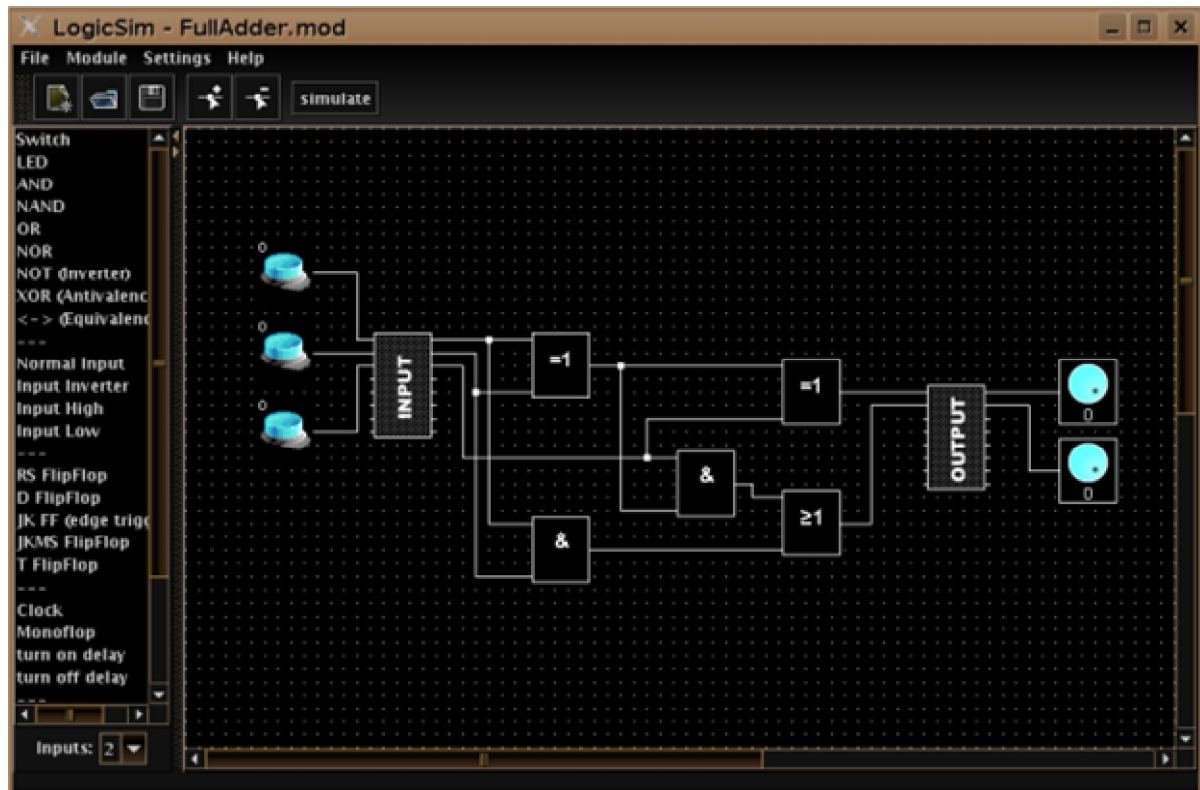 LogicSim - FullAdder.mod
File Module Settings Help
simulate
Switch
LED
AND
NAND
OR
NOR
NOT (Inverter)
XOR (Antivalenc
<-> (Equivalenc
---
Normal Input
Input Inverter
Input High
Input Low
---
RS FlipFlop
D FlipFlop
JK FF (edge trigg
JKMS FlipFlop
T FlipFlop
---
Clock
Monoflop
turn on delay
turn off delay
---
Inputs: 2
0
0
0
INPUT
=1
=1
&
&
≥1
OUTPUT
0
0